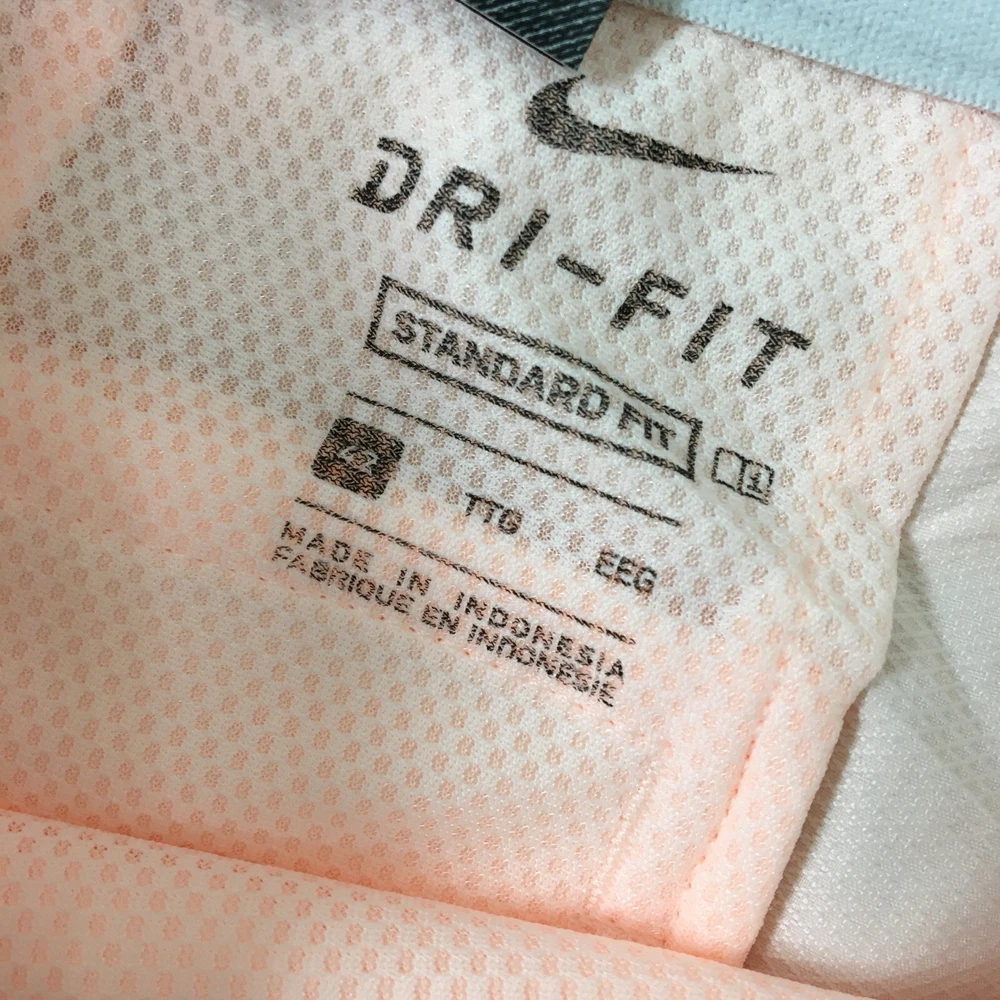 DRI-FIT
STANDARD FIT
TTG EEG
MADE IN INDONESIA
FABRIQUE EN INDONESIE